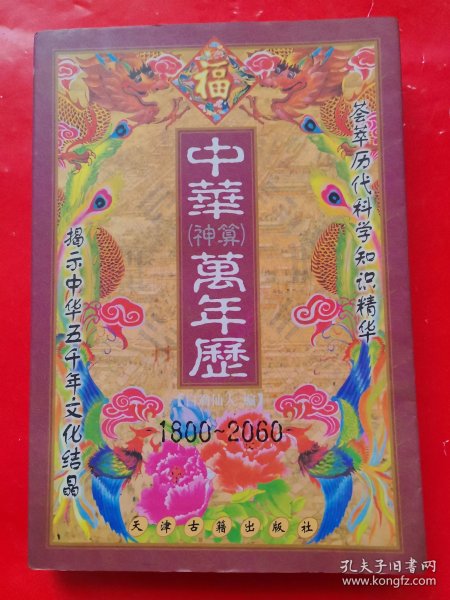 福
中華
(神算)
萬年歷
荟萃历代科学知识精华
揭示中华五千年文化结晶
1800~2060
天津古籍出版社
孔夫子旧书网
www.kongfz.com